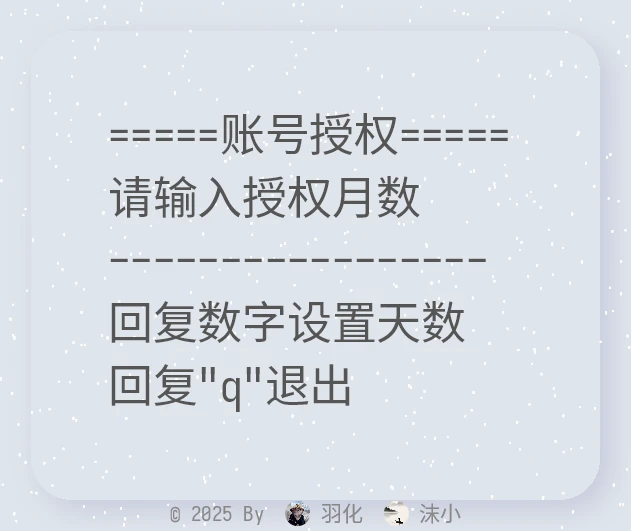 =====账号授权=====
请输入授权月数
-----------------
回复数字设置天数
回复"q"退出
© 2025 By 羽化 沫小